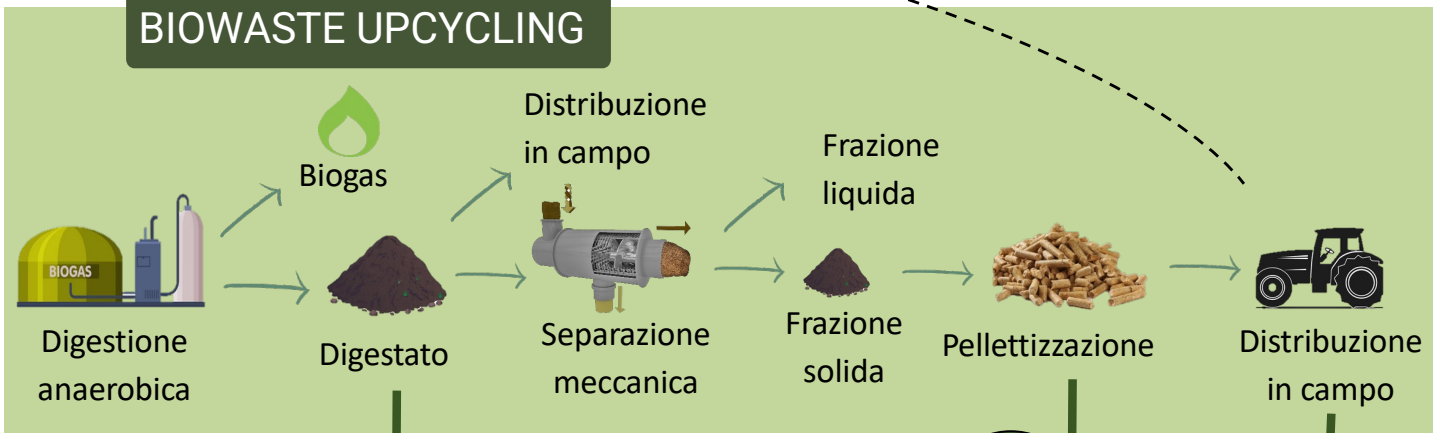 BIOWASTE UPCYCLING
Biogas
Distribuzione
in campo
Frazione
liquida
BIOGAS
Digestione
anaerobica
Digestato
Separazione
meccanica
Frazione
solida
Pellettizzazione
Distribuzione
in campo